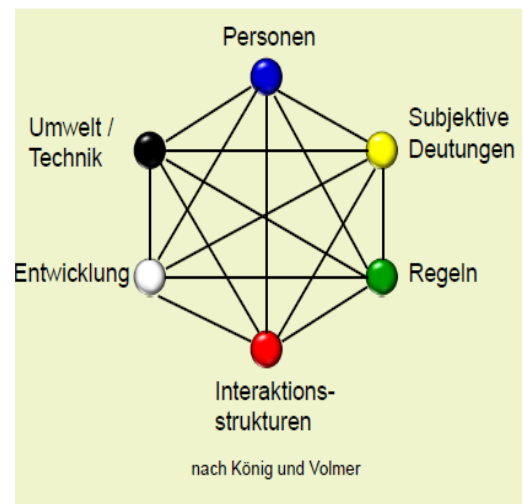 Personen
Umwelt /
Technik
Subjektive
Deutungen
Entwicklung
Regeln
Interaktions-
strukturen
nach König und Volmer